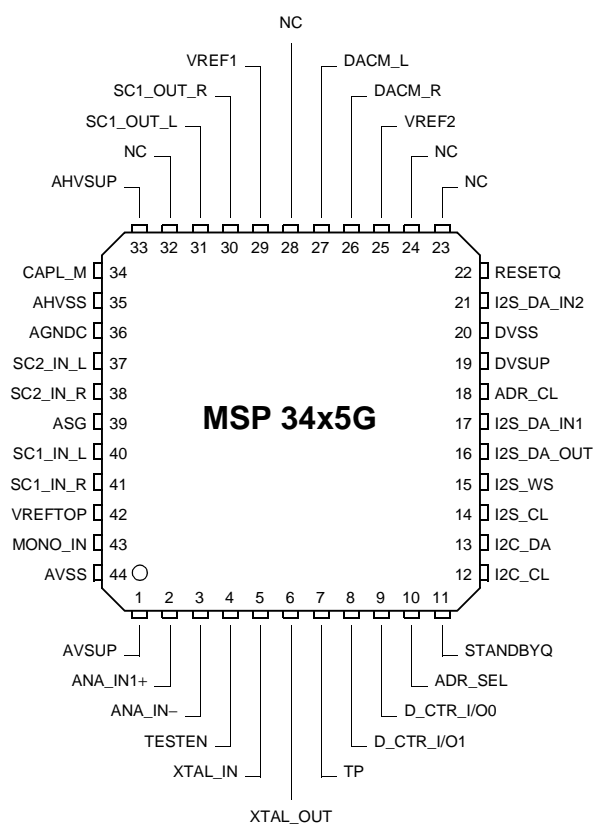 NC
VREF1
DACM_L
SC1_OUT_R
DACM_R
SC1_OUT_L
VREF2
NC
NC
AHVSUP
NC
33 32 31 30 29 28 27 26 25 24 23
CAPL_M 34
22 RESETQ
AHVSS 35
21 I2S_DA_IN2
AGNDC 36
20 DVSS
SC2_IN_L 37
19 DVSUP
SC2_IN_R 38
18 ADR_CL
ASG 39
MSP 34x5G
17 I2S_DA_IN1
SC1_IN_L 40
16 I2S_DA_OUT
SC1_IN_R 41
15 I2S_WS
VREFTOP 42
14 I2S_CL
MONO_IN 43
13 I2C_DA
AVSS 44
12 I2C_CL
1 2 3 4 5 6 7 8 9 10 11
AVSUP
STANDBYQ
ANA_IN1+
ADR_SEL
ANA_IN−
D_CTR_I/O0
TESTEN
D_CTR_I/O1
XTAL_IN
TP
XTAL_OUT